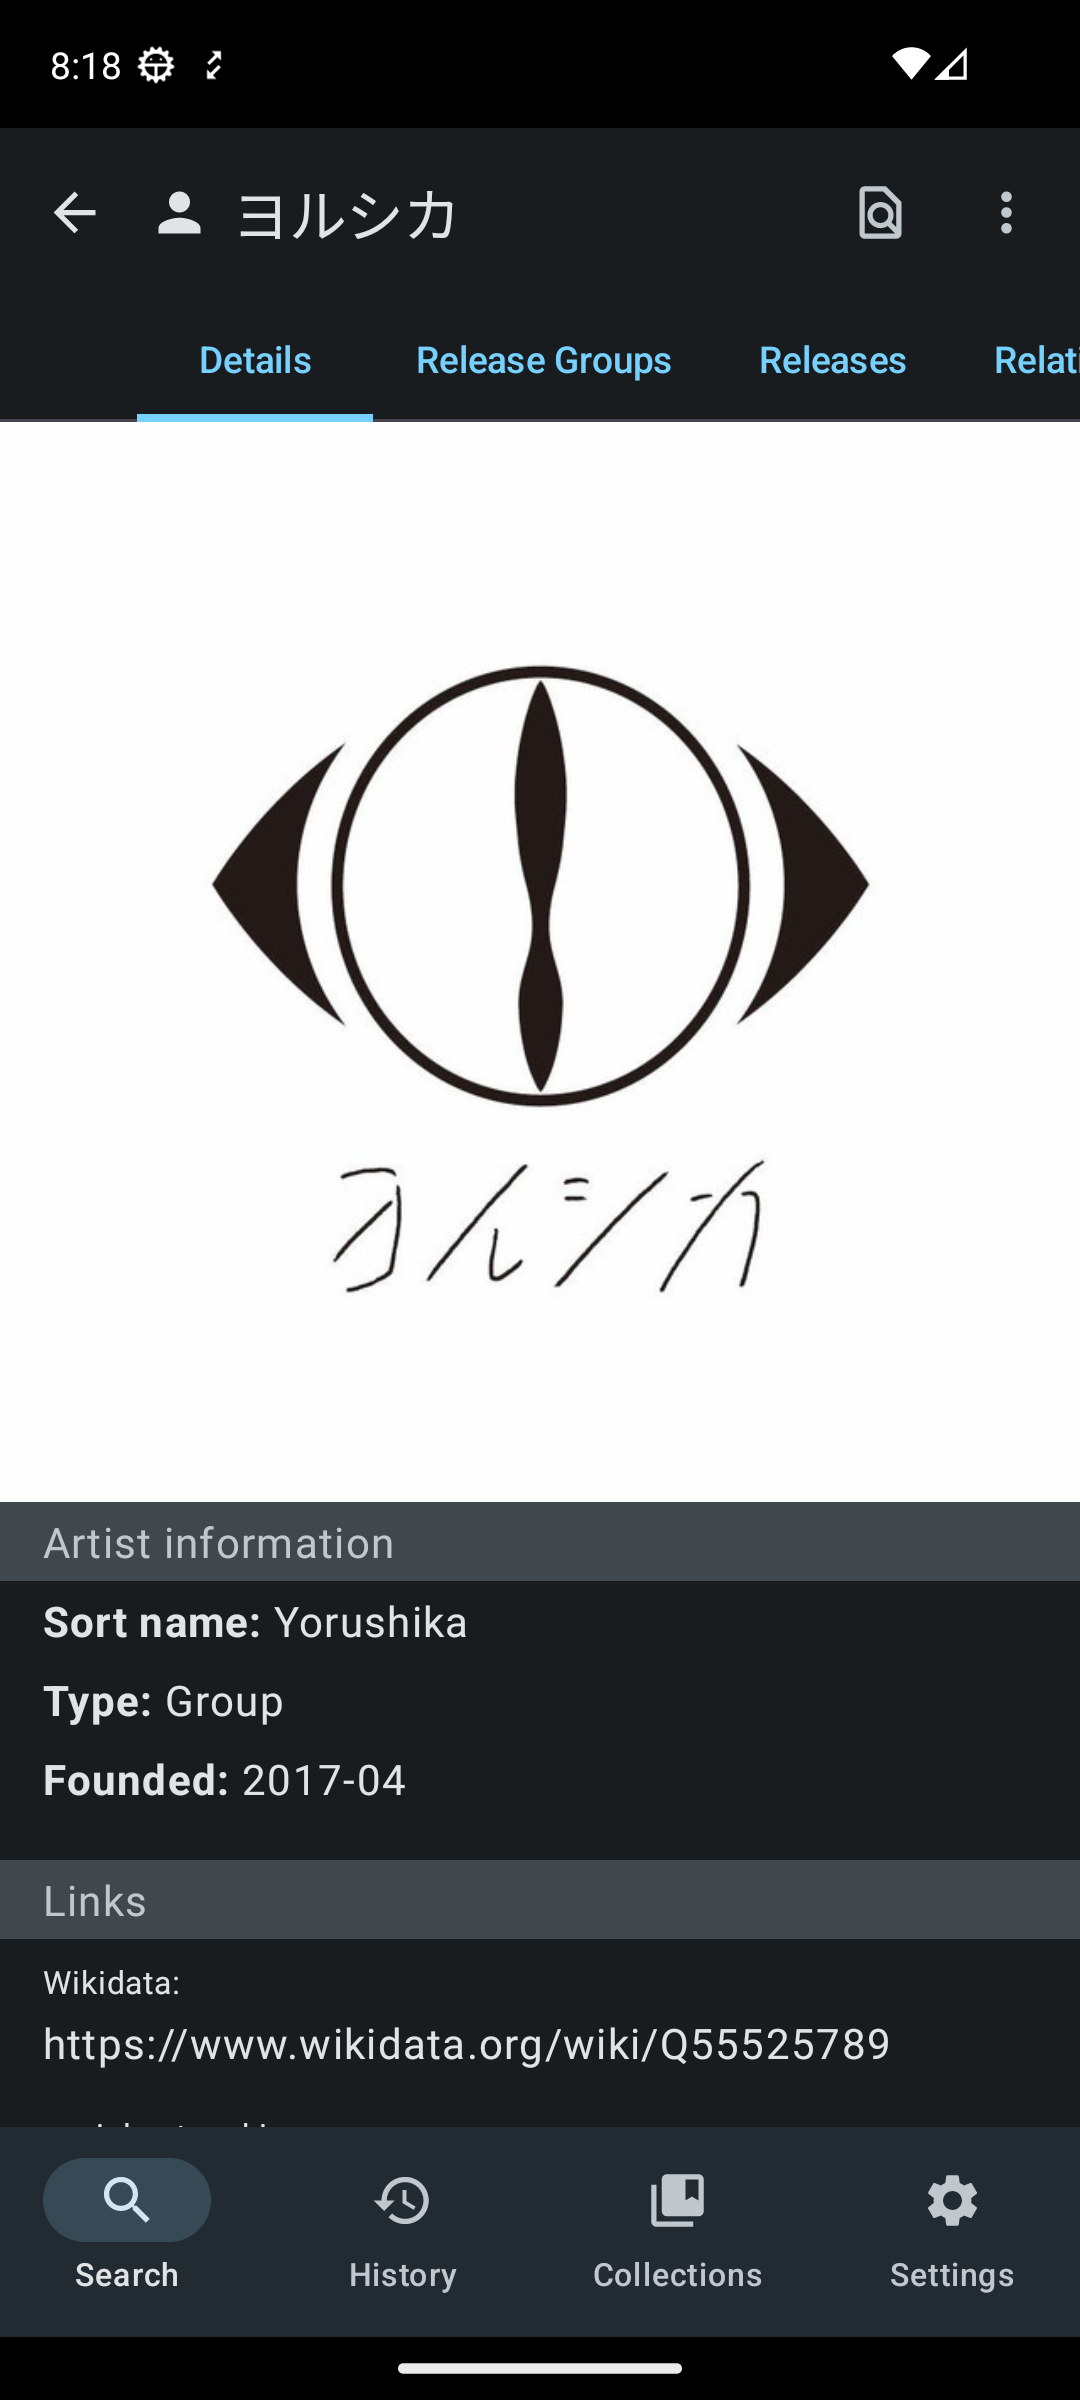 8:18
ヨルシカ
Details Release Groups Releases Relati
ヨルシカ
Artist information
Sort name: Yorushika
Type: Group
Founded: 2017-04
Links
Wikidata:
https://www.wikidata.org/wiki/Q55525789
Search History Collections Settings